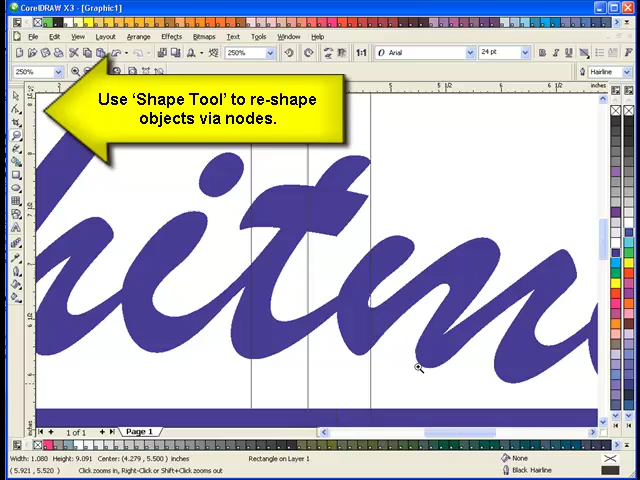 CorelDRAW X3 - [Graphic1]
File Edit View Layout Arrange Effects Bitmaps Text Tools Window Help
250% Arial 24 pt
250% Hairline
Use ‘Shape Tool’ to re-shape
objects via nodes.
inches
hitm
1 of 1 Page 1
Width: 1.080 Height: 9.091 Center: (4.279, 5.500) inches Rectangle on Layer 1 None
( 5.921, 5.520 ) Click zooms in, Right-Click or Shift+Click zooms out Black Hairline